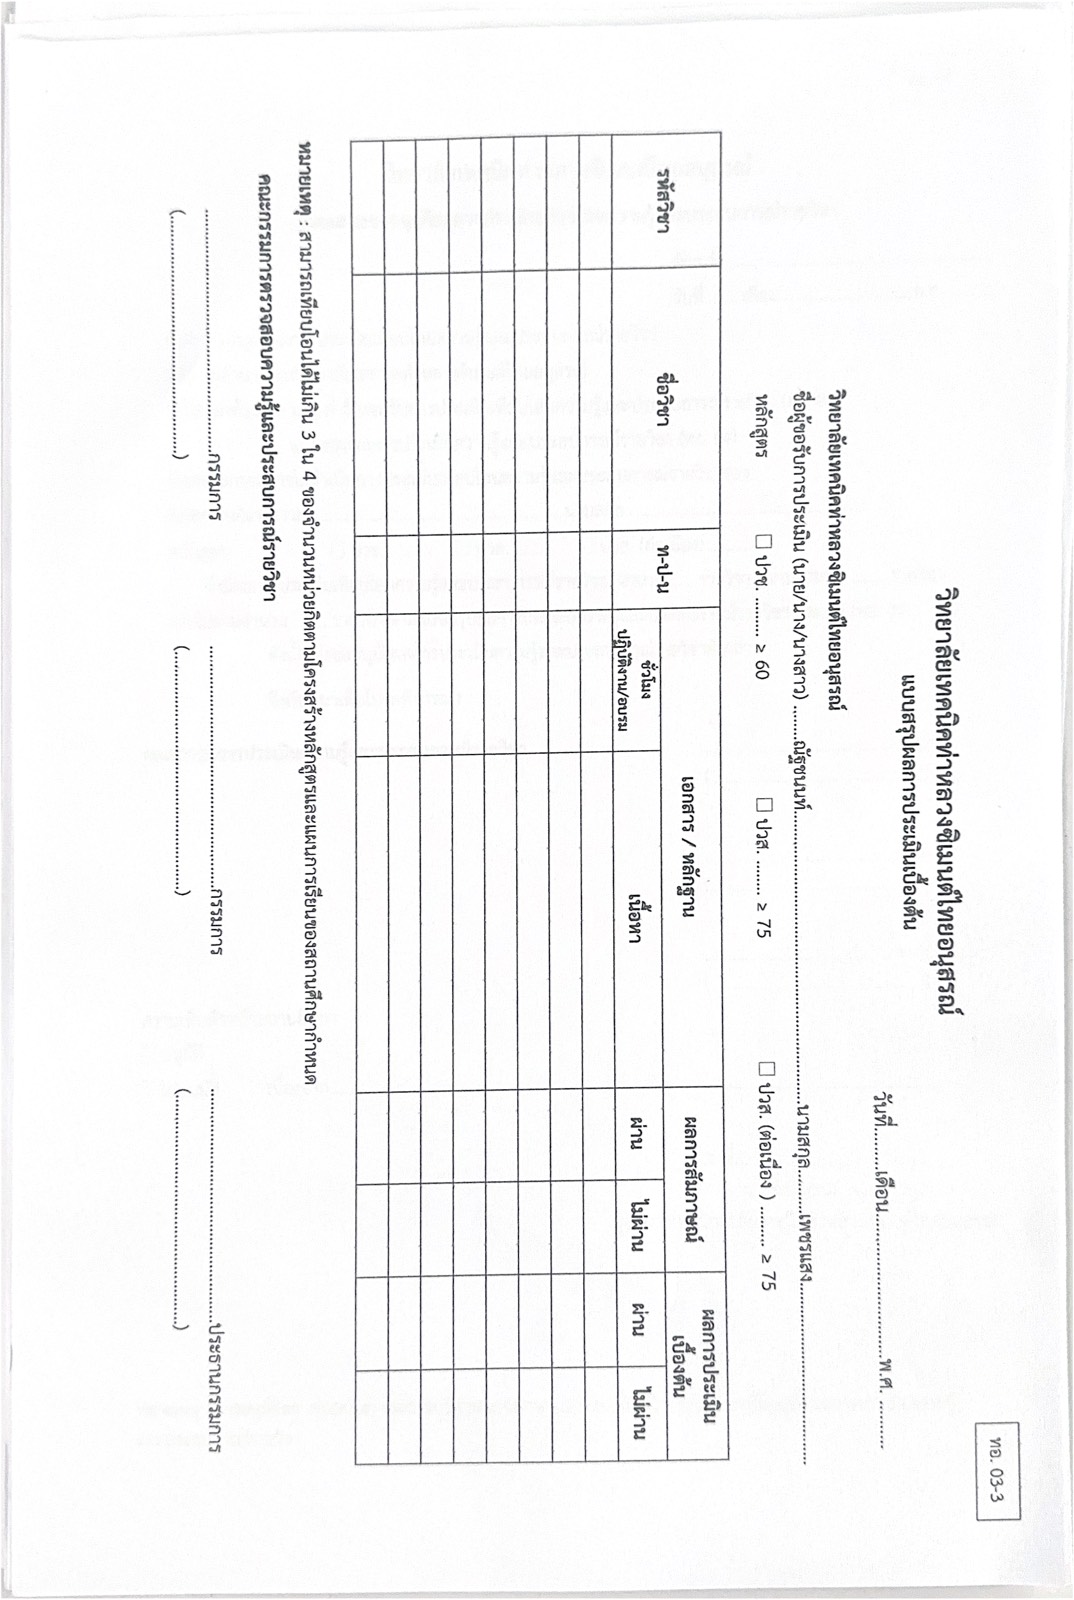 ทอ. 03-3
วิทยาลัยเทคนิคท่าหลวงซิเมนต์ไทยอนุสรณ์
แบบสรุปผลการประเมินเบื้องต้น
วันที่........เดือน..............................พ.ศ. ............
วิทยาลัยเทคนิคท่าหลวงซิเมนต์ไทยอนุสรณ์
ชื่อผู้ขอรับการประเมิน (นาย/นาง/นางสาว) ........ณัฐชนนท์..................................................นามสกุล..........เพชรแสง..............................
หลักสูตร ☐ ปวช. ......... ≥ 60 ☐ ปวส. ......... ≥ 75 ☐ ปวส. (ต่อเนื่อง ) ......... ≥ 75
รหัสวิชา ชื่อวิชา ท-ป-น เอกสาร / หลักฐาน ผลการสัมภาษณ์ ผลการประเมินเบื้องต้น
ชั่วโมงปฏิบัติงาน/อบรม เนื้อหา ผ่าน ไม่ผ่าน ผ่าน ไม่ผ่าน
หมายเหตุ : สามารถเทียบโอนได้ไม่เกิน 3 ใน 4 ของจำนวนหน่วยกิตตามโครงสร้างหลักสูตรและแผนการเรียนของสถานศึกษากำหนด
คณะกรรมการตรวจสอบความรู้และประสบการณ์รายวิชา
..................................................กรรมการ ..................................................กรรมการ ..................................................ประธานกรรมการ
(..................................................) (..................................................) (..................................................)